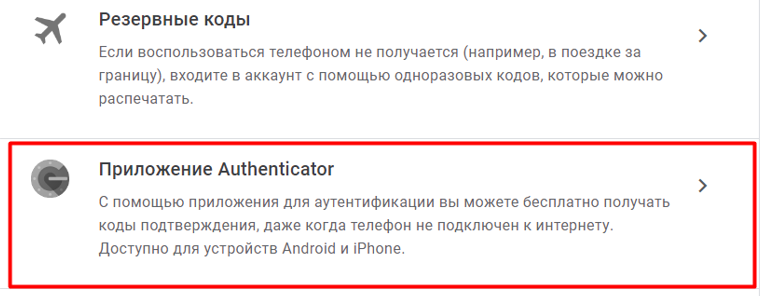 Резервные коды
Если воспользоваться телефоном не получается (например, в поездке за
границу), входите в аккаунт с помощью одноразовых кодов, которые можно
распечатать.
Приложение Authenticator
С помощью приложения для аутентификации вы можете бесплатно получать
коды подтверждения, даже когда телефон не подключен к интернету.
Доступно для устройств Android и iPhone.